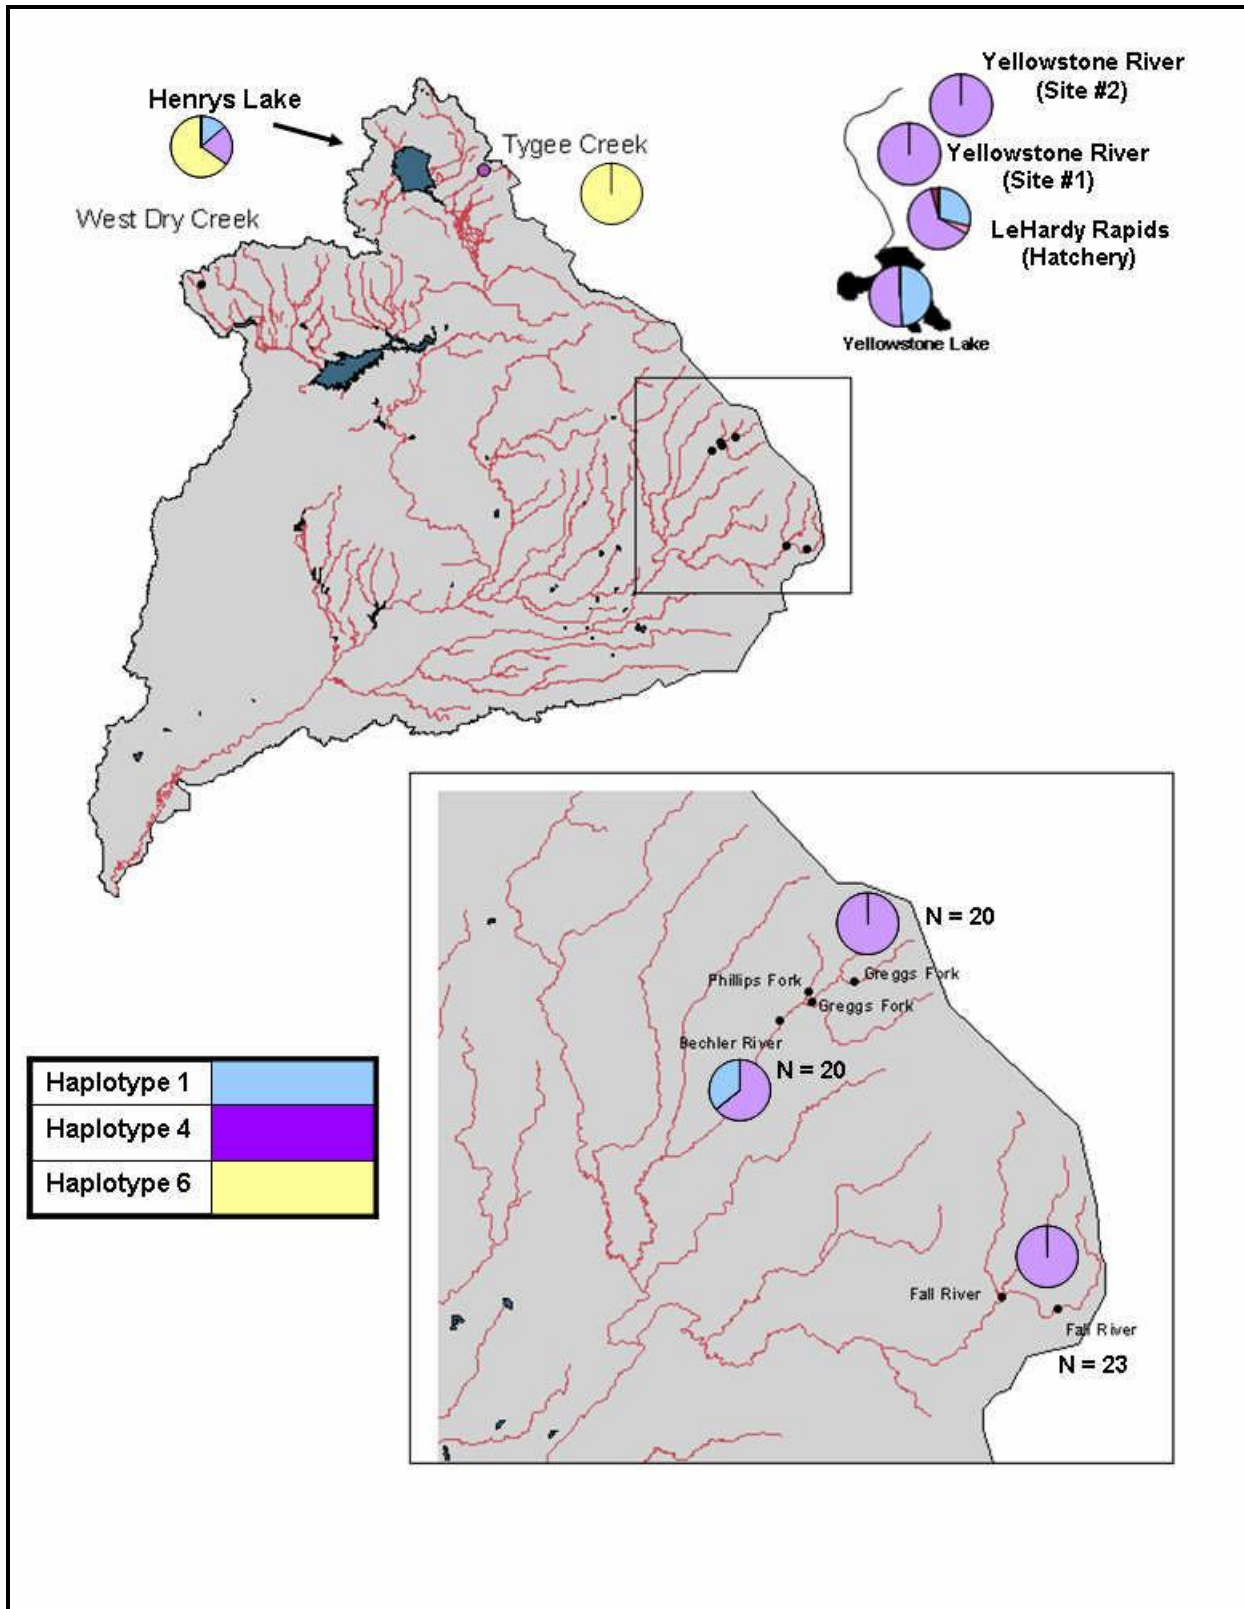 Henrys Lake
Tygee Creek
West Dry Creek
Yellowstone River
(Site #2)
Yellowstone River
(Site #1)
LeHardy Rapids
(Hatchery)
Yellowstone Lake
N = 20
Phillips Fork
Greggs Fork
Greggs Fork
Bechler River
N = 20
Haplotype 1
Haplotype 4
Haplotype 6
Fall River
Fall River
N = 23